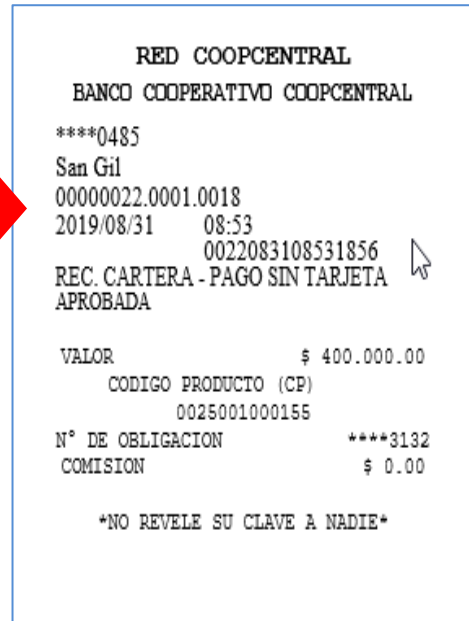 RED COOPCENTRAL
BANCO COOPERATIVO COOPCENTRAL
****0485
San Gil
00000022.0001.0018
2019/08/31 08:53
0022083108531856
REC. CARTERA - PAGO SIN TARJETA
APROBADA
VALOR $ 400.000.00
CODIGO PRODUCTO (CP)
0025001000155
N° DE OBLIGACION ****3132
COMISION $ 0.00
*NO REVELE SU CLAVE A NADIE*